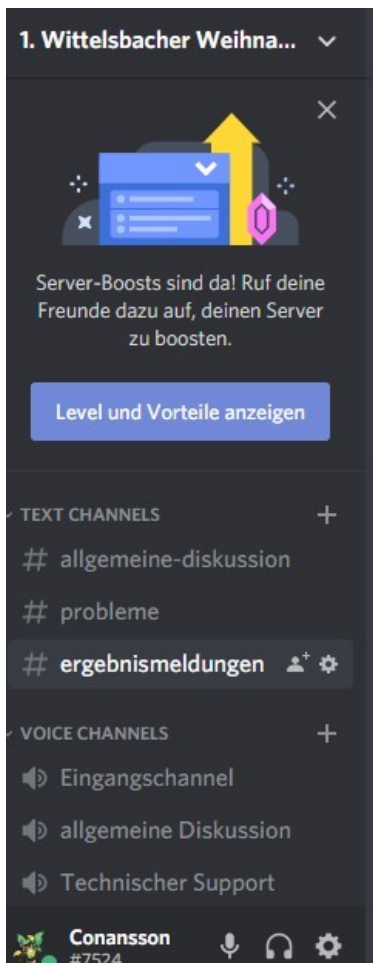 1. Wittelsbacher Weihna...
Server-Boosts sind da! Ruf deine
Freunde dazu auf, deinen Server
zu boosten.
Level und Vorteile anzeigen
TEXT CHANNELS
# allgemeine-diskussion
# probleme
# ergebnismeldungen
VOICE CHANNELS
Eingangschannel
allgemeine Diskussion
Technischer Support
Conansson
#7524